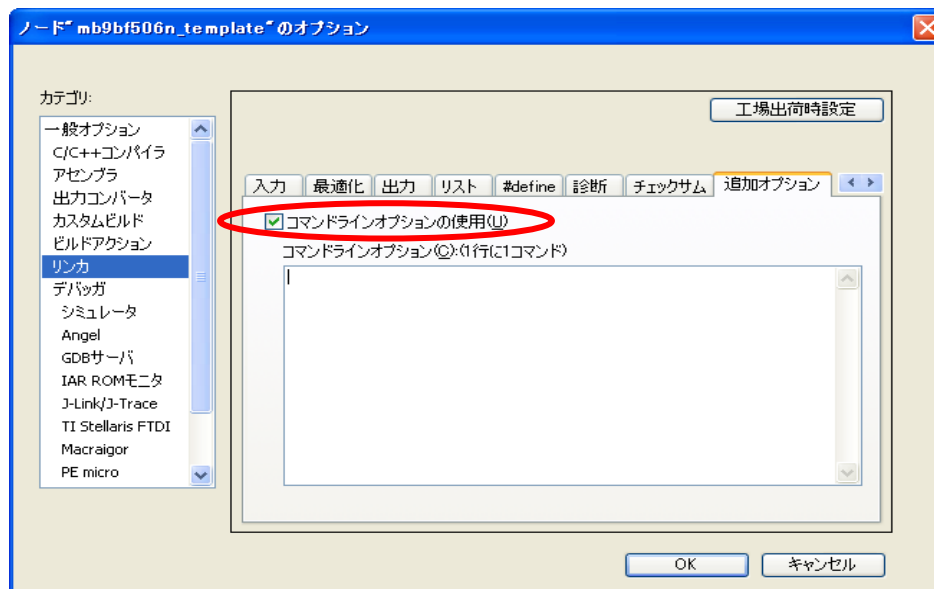 ノード"mb9bf506n_template"のオプション
カテゴリ:
一般オプション
C/C++コンパイラ
アセンブラ
出力コンバータ
カスタムビルド
ビルドアクション
リンカ
デバッガ
シミュレータ
Angel
GDBサーバ
IAR ROMモニタ
J-Link/J-Trace
TI Stellaris FTDI
Macraigor
PE micro
工場出荷時設定
入力 最適化 出力 リスト #define 診断 チェックサム 追加オプション
コマンドラインオプションの使用(U)
コマンドラインオプション(C):(1行に1コマンド)
OK キャンセル